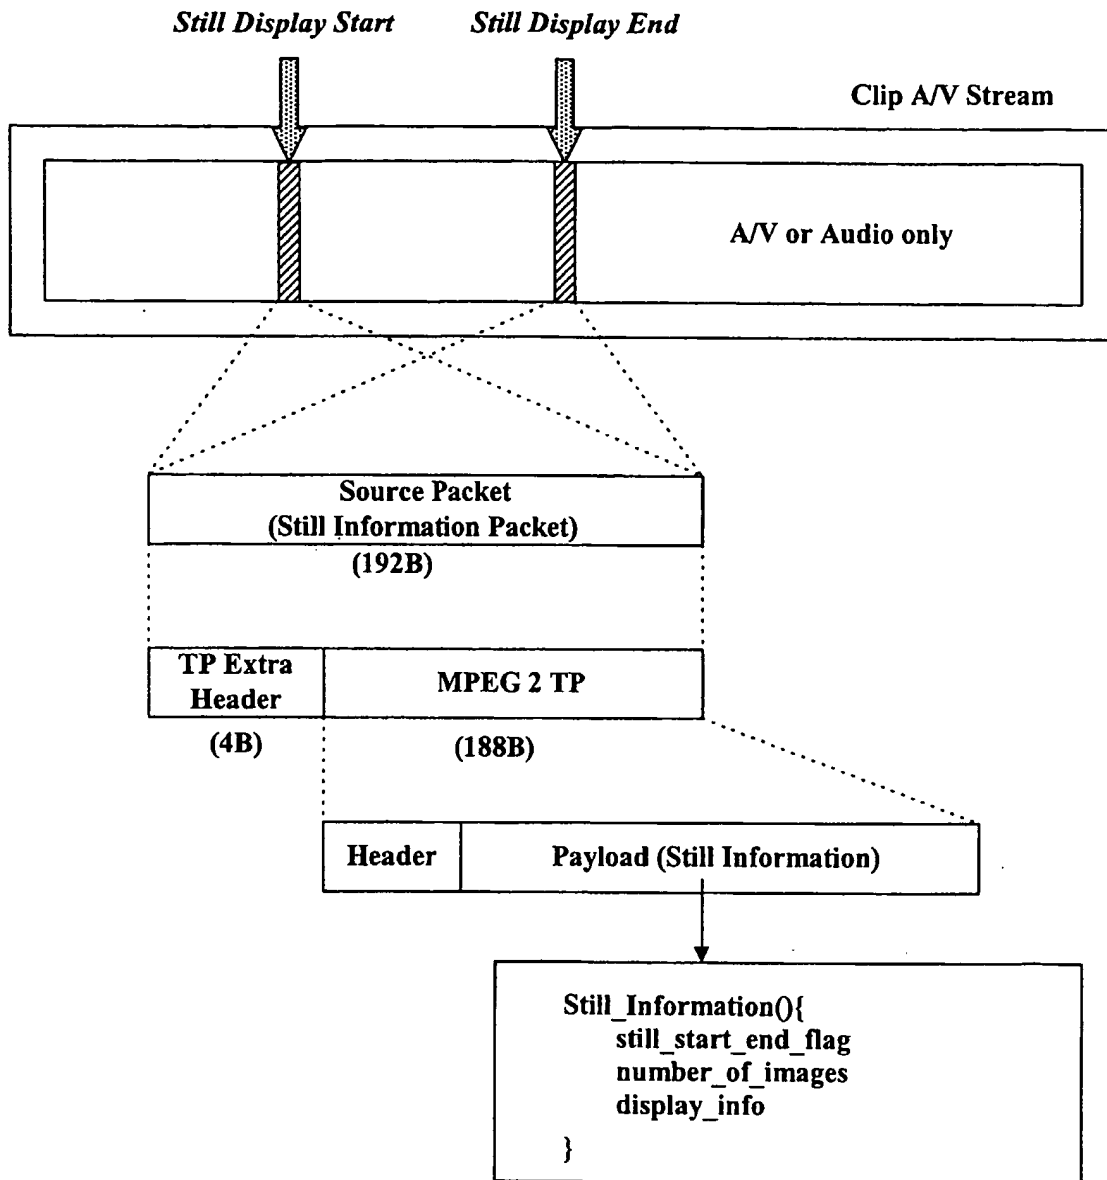 Still Display Start
Still Display End
Clip A/V Stream
A/V or Audio only
Source Packet
(Still Information Packet)
(192B)
TP Extra
Header
MPEG 2 TP
(4B)
(188B)
Header
Payload (Still Information)
Still_Information(){
still_start_end_flag
number_of_images
display_info
}